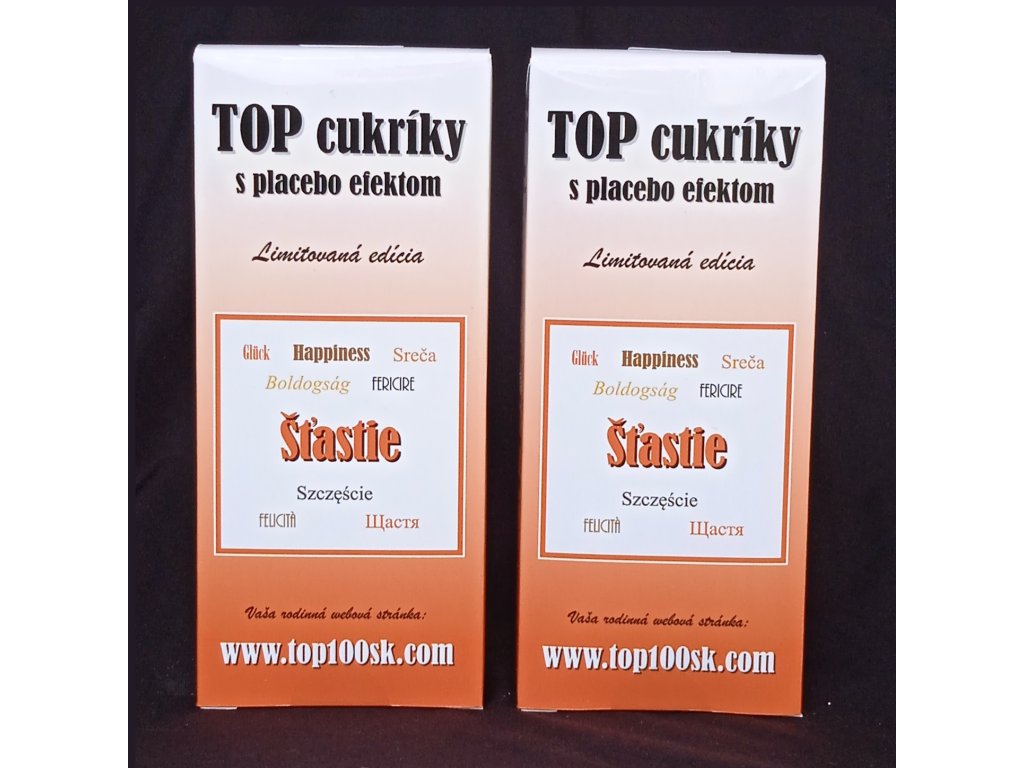 TOP cukríky
s placebo efektom
Limitovaná edícia
Glück Happiness Sreča
Boldogság FERICIRE
Šťastie
Szczęście
FELICITÀ Щастя
Vaša rodinná webová stránka:
www.top100sk.com
TOP cukríky
s placebo efektom
Limitovaná edícia
Glück Happiness Sreča
Boldogság FERICIRE
Šťastie
Szczęście
FELICITÀ Щастя
Vaša rodinná webová stránka:
www.top100sk.com